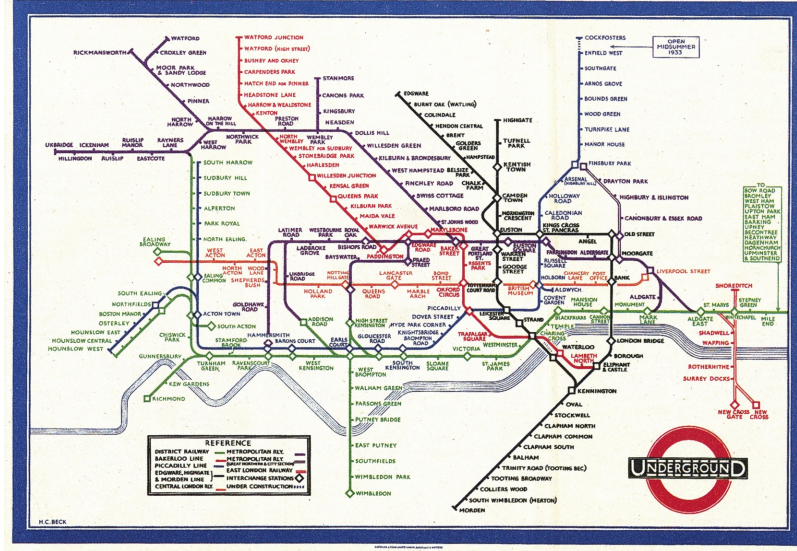 WATFORD
CROXLEY GREEN
RICKMANSWORTH
MOOR PARK
& SANDY LODGE
NORTHWOOD
PINNER
NORTH
HARROW
HARROW
ON THE HILL
WEST
HARROW
RAYNERS
LANE
EASTCOTE
RUISLIP
MANOR
RUISLIP
ICKENHAM
HILLINGDON
UXBRIDGE
WATFORD JUNCTION
WATFORD (HIGH STREET)
BUSHEY AND OXHEY
CARPENDERS PARK
HATCH END FOR PINNER
HEADSTONE LANE
HARROW & WEALDSTONE
KENTON
NORTHWICK
PARK
PRESTON
ROAD
NORTH
WEMBLEY
WEMBLEY
PARK
WEMBLEY FOR SUDBURY
STONEBRIDGE PARK
HARLESDEN
WILLESDEN JUNCTION
KENSAL GREEN
QUEENS PARK
KILBURN PARK
MAIDA VALE
WARWICK AVENUE
PADDINGTON
STANMORE
CANONS PARK
KINGSBURY
NEASDEN
DOLLIS HILL
WILLESDEN GREEN
KILBURN & BRONDESBURY
WEST HAMPSTEAD
FINCHLEY ROAD
SWISS COTTAGE
MARLBORO ROAD
ST. JOHNS WOOD
MARYLEBONE
EDGWARE
ROAD
BAKER
STREET
GREAT
PORTLAND
ST.
REGENTS
PARK
EDGWARE
BURNT OAK (WATLING)
COLINDALE
HENDON CENTRAL
BRENT
GOLDERS
GREEN
HAMPSTEAD
BELSIZE
PARK
CHALK
FARM
HIGHGATE
TUFNELL
PARK
KENTISH
TOWN
CAMDEN
TOWN
MORNINGTON
CRESCENT
EUSTON
EUSTON
SQUARE
WARREN
STREET
GOODGE
STREET
TOTTENHAM
COURT ROAD
COCKFOSTERS
OPEN
MIDSUMMER
1933
ENFIELD WEST
SOUTHGATE
ARNOS GROVE
BOUNDS GREEN
WOOD GREEN
TURNPIKE LANE
MANOR HOUSE
FINSBURY PARK
ARSENAL
(HIGHBURY HILL)
DRAYTON PARK
HOLLOWAY
ROAD
HIGHBURY & ISLINGTON
CALEDONIAN
ROAD
CANONBURY & ESSEX ROAD
KINGS CROSS
ST. PANCRAS
ANGEL
OLD STREET
FARRINGDON
ALDERSGATE
MOORGATE
RUSSELL
SQUARE
HOLBORN
CHANCERY
LANE
POST
OFFICE
BANK
LIVERPOOL STREET
BRITISH
MUSEUM
ALDWYCH
COVENT
GARDEN
LEICESTER
SQUARE
STRAND
TO
BOW ROAD
BROMLEY
WEST HAM
PLAISTOW
UPTON PARK
EAST HAM
BARKING
UPNEY
BECONTREE
HEATHWAY
DAGENHAM
HORNCHURCH
UPMINSTER
& SOUTHEND
SOUTH HARROW
SUDBURY HILL
SUDBURY TOWN
ALPERTON
PARK ROYAL
NORTH EALING
EALING
BROADWAY
EALING
COMMON
WEST
ACTON
NORTH
ACTON
EAST
ACTON
WOOD
LANE
SHEPHERDS
BUSH
HOLLAND
PARK
NOTTING
HILL GATE
QUEENS
ROAD
LANCASTER
GATE
MARBLE
ARCH
BOND
STREET
OXFORD
CIRCUS
LATIMER
ROAD
LADBROKE
GROVE
WESTBOURNE
PARK
ROYAL
OAK
BISHOPS ROAD
BAYSWATER
PRAED
STREET
UXBRIDGE
ROAD
GOLDHAWK
ROAD
HAMMERSMITH
BARONS COURT
ADDISON
ROAD
HIGH STREET
KENSINGTON
EARLS
COURT
GLOUCESTER
ROAD
SOUTH
KENSINGTON
KNIGHTSBRIDGE
BROMPTON
ROAD
HYDE PARK CORNER
DOVER STREET
PICCADILLY
TRAFALGAR
SQUARE
SLOANE
SQUARE
VICTORIA
ST. JAMES
PARK
WESTMINSTER
CHARING
CROSS
TEMPLE
BLACKFRIARS
MANSION
HOUSE
CANNON
STREET
MONUMENT
MARK
LANE
ALDGATE
ALDGATE
EAST
ST. MARYS
WHITECHAPEL
STEPNEY
GREEN
MILE
END
SHOREDITCH
SHADWELL
WAPPING
ROTHERHITHE
SURREY DOCKS
NEW CROSS
GATE
NEW
CROSS
SOUTH EALING
NORTHFIELDS
BOSTON MANOR
OSTERLEY
HOUNSLOW EAST
HOUNSLOW CENTRAL
HOUNSLOW WEST
ACTON TOWN
SOUTH ACTON
CHISWICK
PARK
GUNNERSBURY
KEW GARDENS
RICHMOND
TURNHAM
GREEN
STAMFORD
BROOK
RAVENSCOURT
PARK
WEST
KENSINGTON
WEST
BROMPTON
WALHAM GREEN
PARSONS GREEN
PUTNEY BRIDGE
EAST PUTNEY
SOUTHFIELDS
WIMBLEDON PARK
WIMBLEDON
WATERLOO
LAMBETH
NORTH
LONDON BRIDGE
BOROUGH
ELEPHANT
& CASTLE
KENNINGTON
OVAL
STOCKWELL
CLAPHAM NORTH
CLAPHAM COMMON
CLAPHAM SOUTH
BALHAM
TRINITY ROAD (TOOTING BEC)
TOOTING BROADWAY
COLLIERS WOOD
SOUTH WIMBLEDON (MERTON)
MORDEN
REFERENCE
DISTRICT RAILWAY
BAKERLOO LINE
PICCADILLY LINE
EDGWARE, HIGHGATE
& MORDEN LINE
CENTRAL LONDON RLY.
METROPOLITAN RLY.
METROPOLITAN RLY.
(GREAT NORTHERN & CITY SECTION)
EAST LONDON RAILWAY
INTERCHANGE STATIONS
UNDER CONSTRUCTION
UNDERGROUND
H.C. BECK